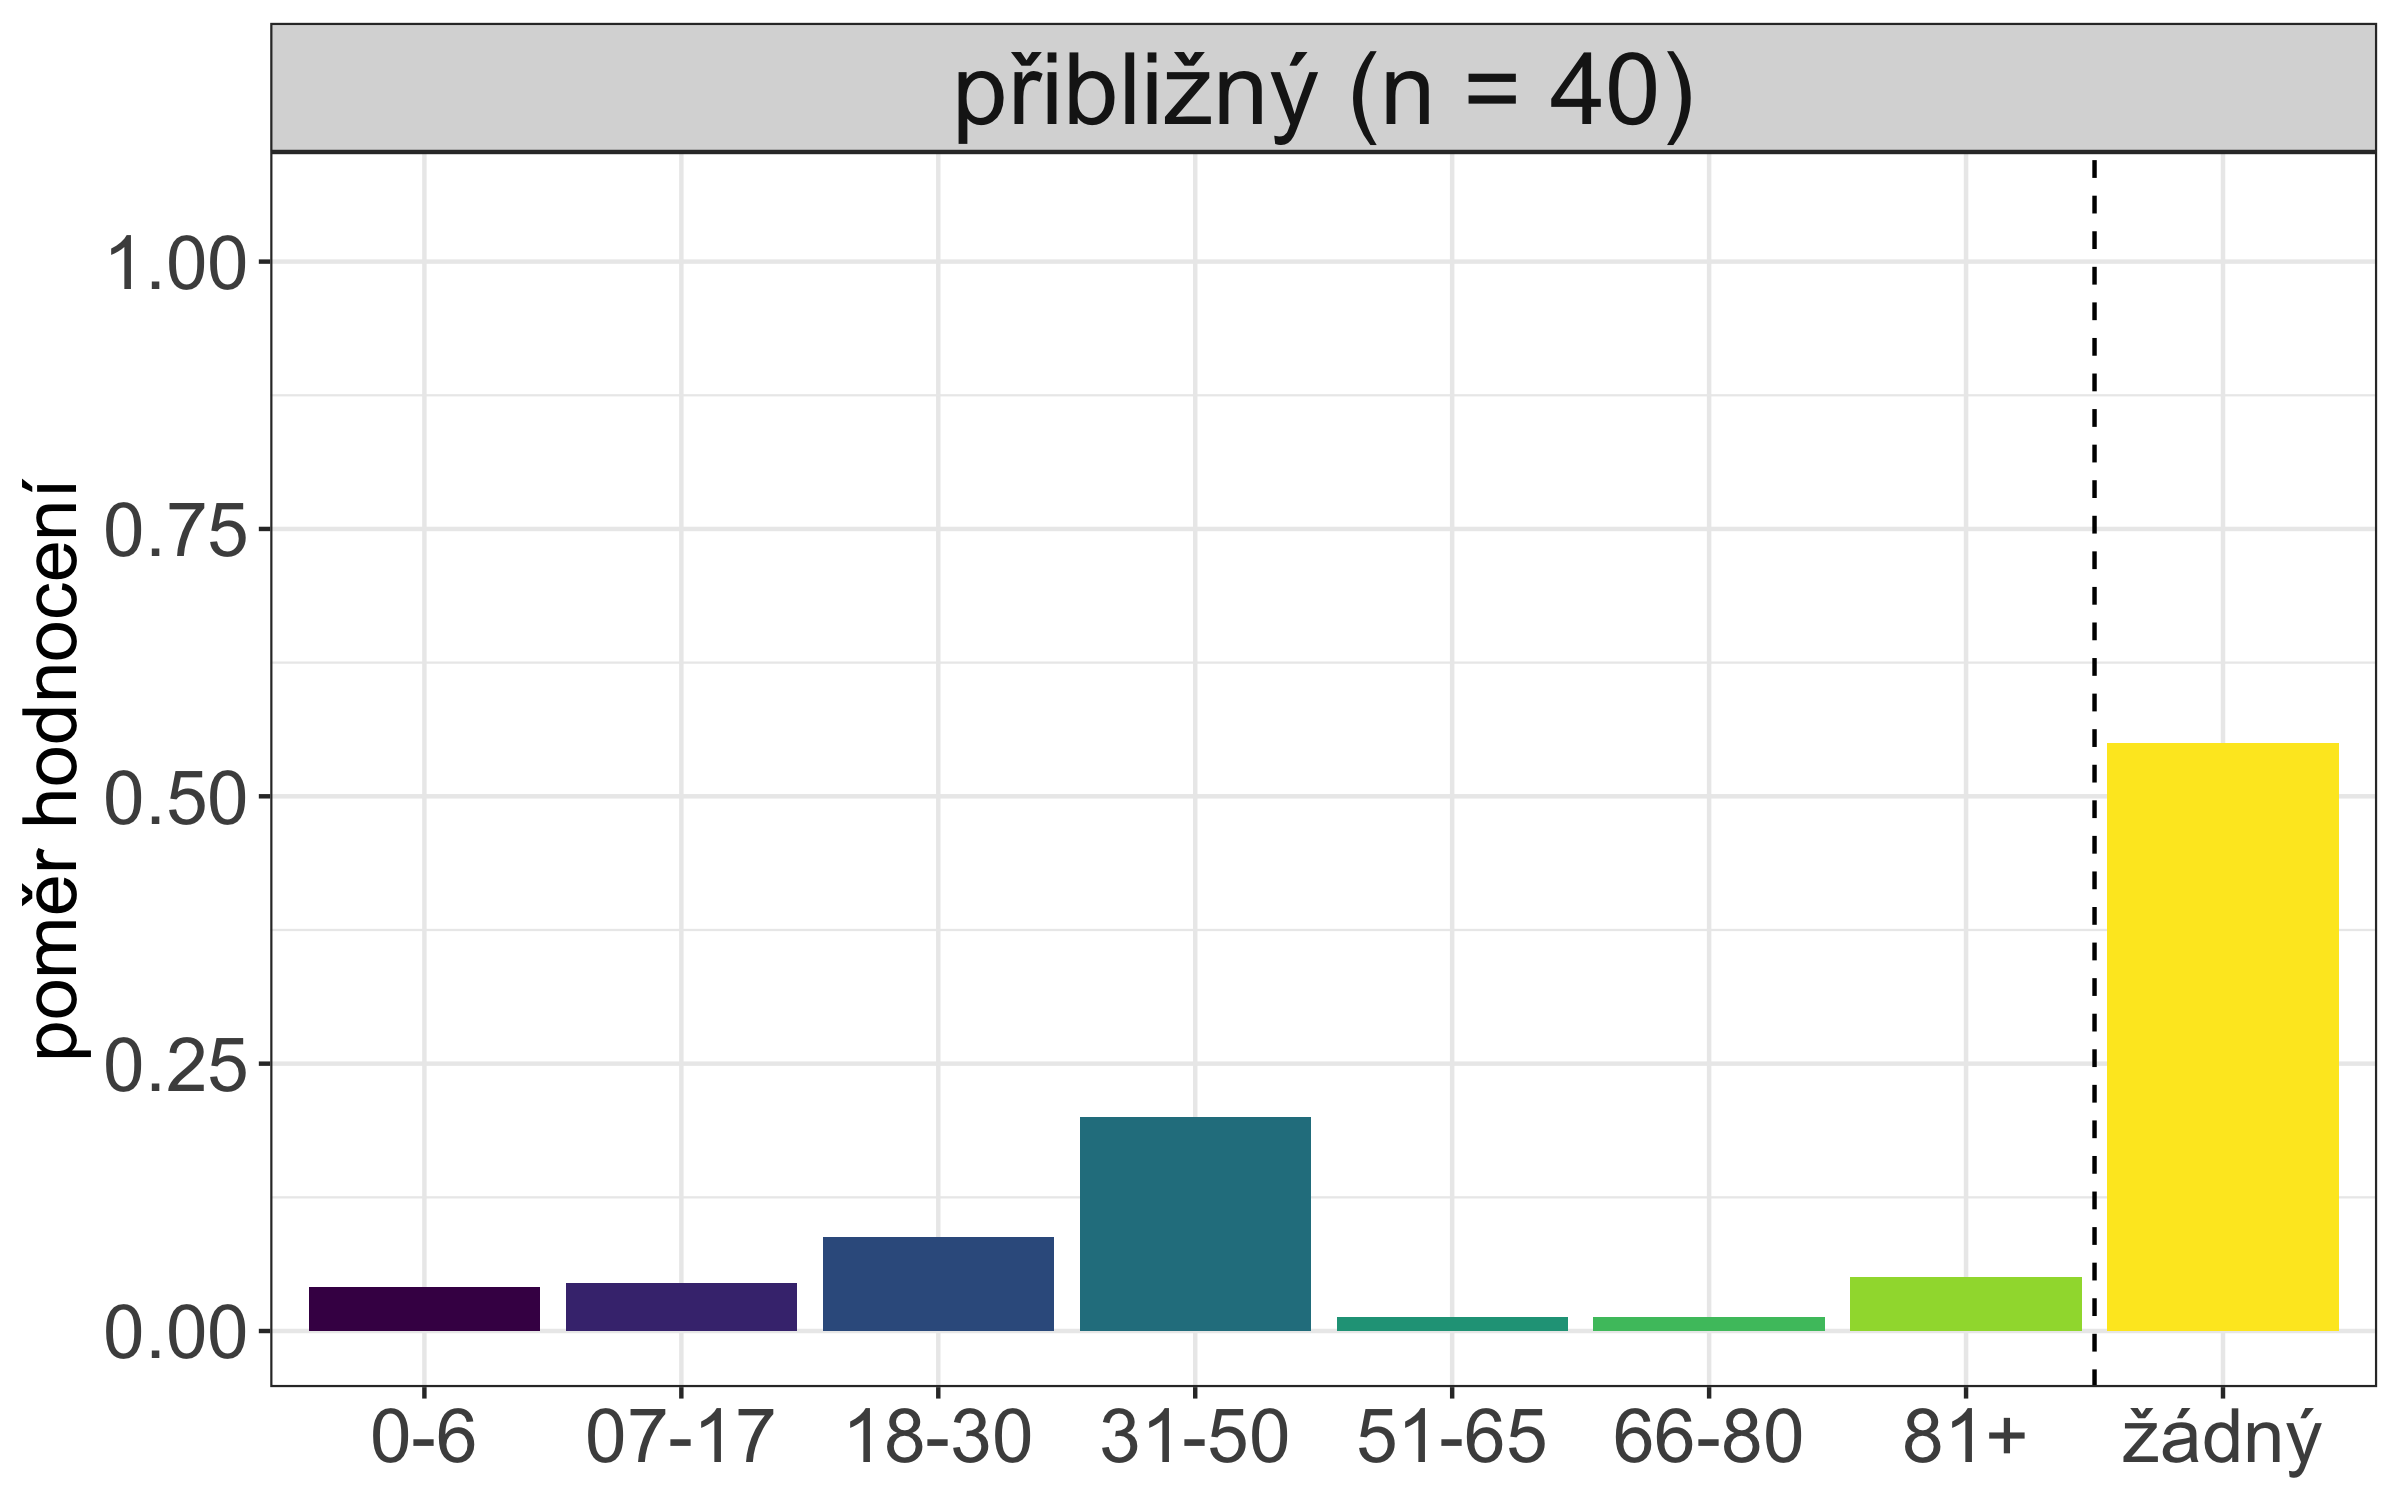 přibližný (n = 40)
poměr hodnocení
1.00
0.75
0.50
0.25
0.00
0-6 07-17 18-30 31-50 51-65 66-80 81+ žádný